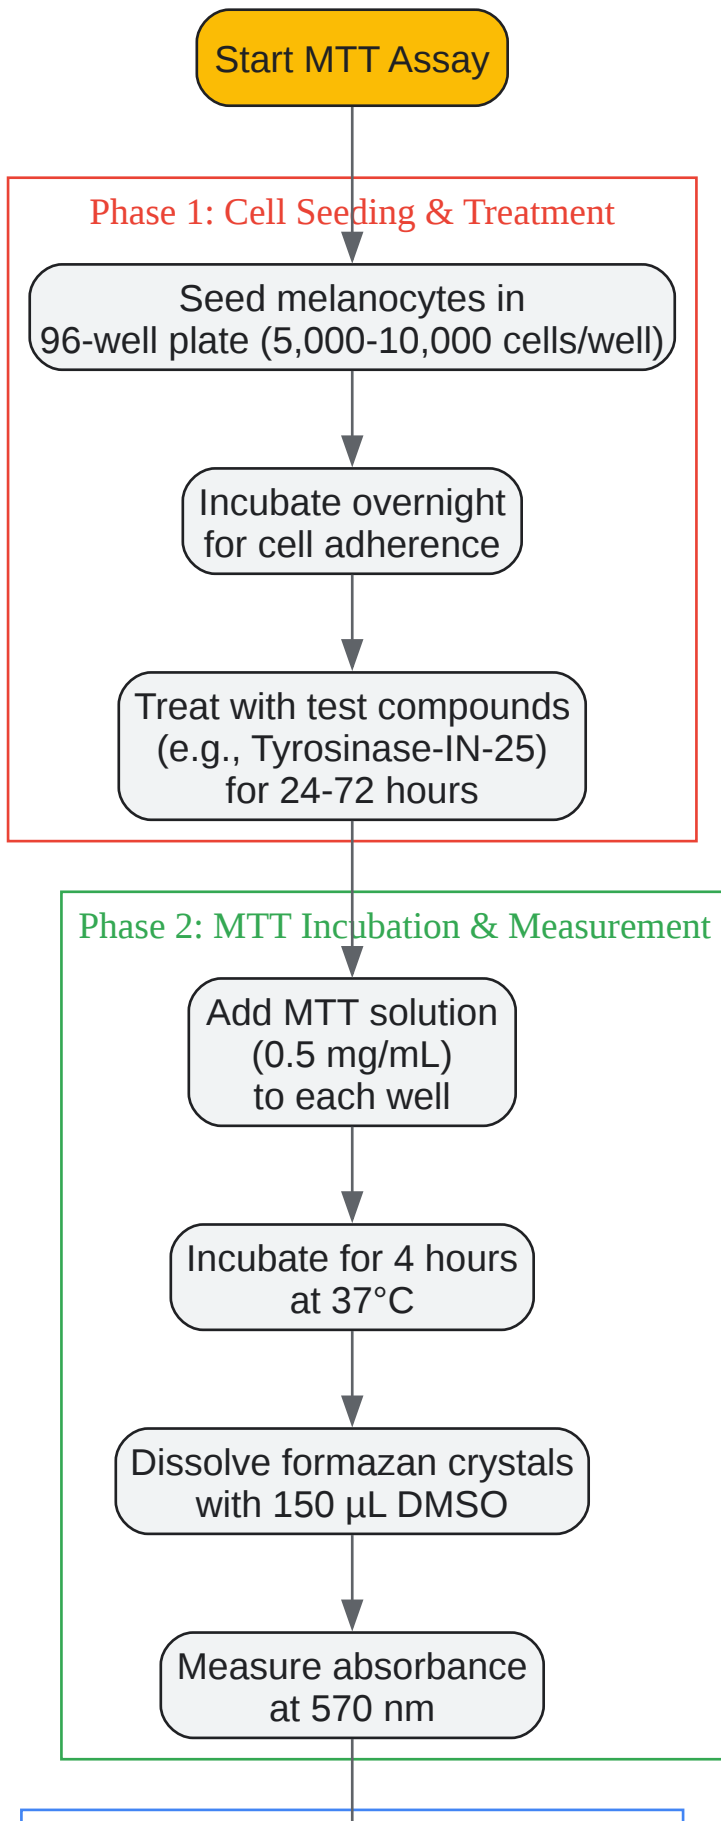 Start MTT Assay
Phase 1: Cell Seeding & Treatment
Seed melanocytes in
96-well plate (5,000-10,000 cells/well)
Incubate overnight
for cell adherence
Treat with test compounds
(e.g., Tyrosinase-IN-25)
for 24-72 hours
Phase 2: MTT Incubation & Measurement
Add MTT solution
(0.5 mg/mL)
to each well
Incubate for 4 hours
at 37°C
Dissolve formazan crystals
with 150 µL DMSO
Measure absorbance
at 570 nm